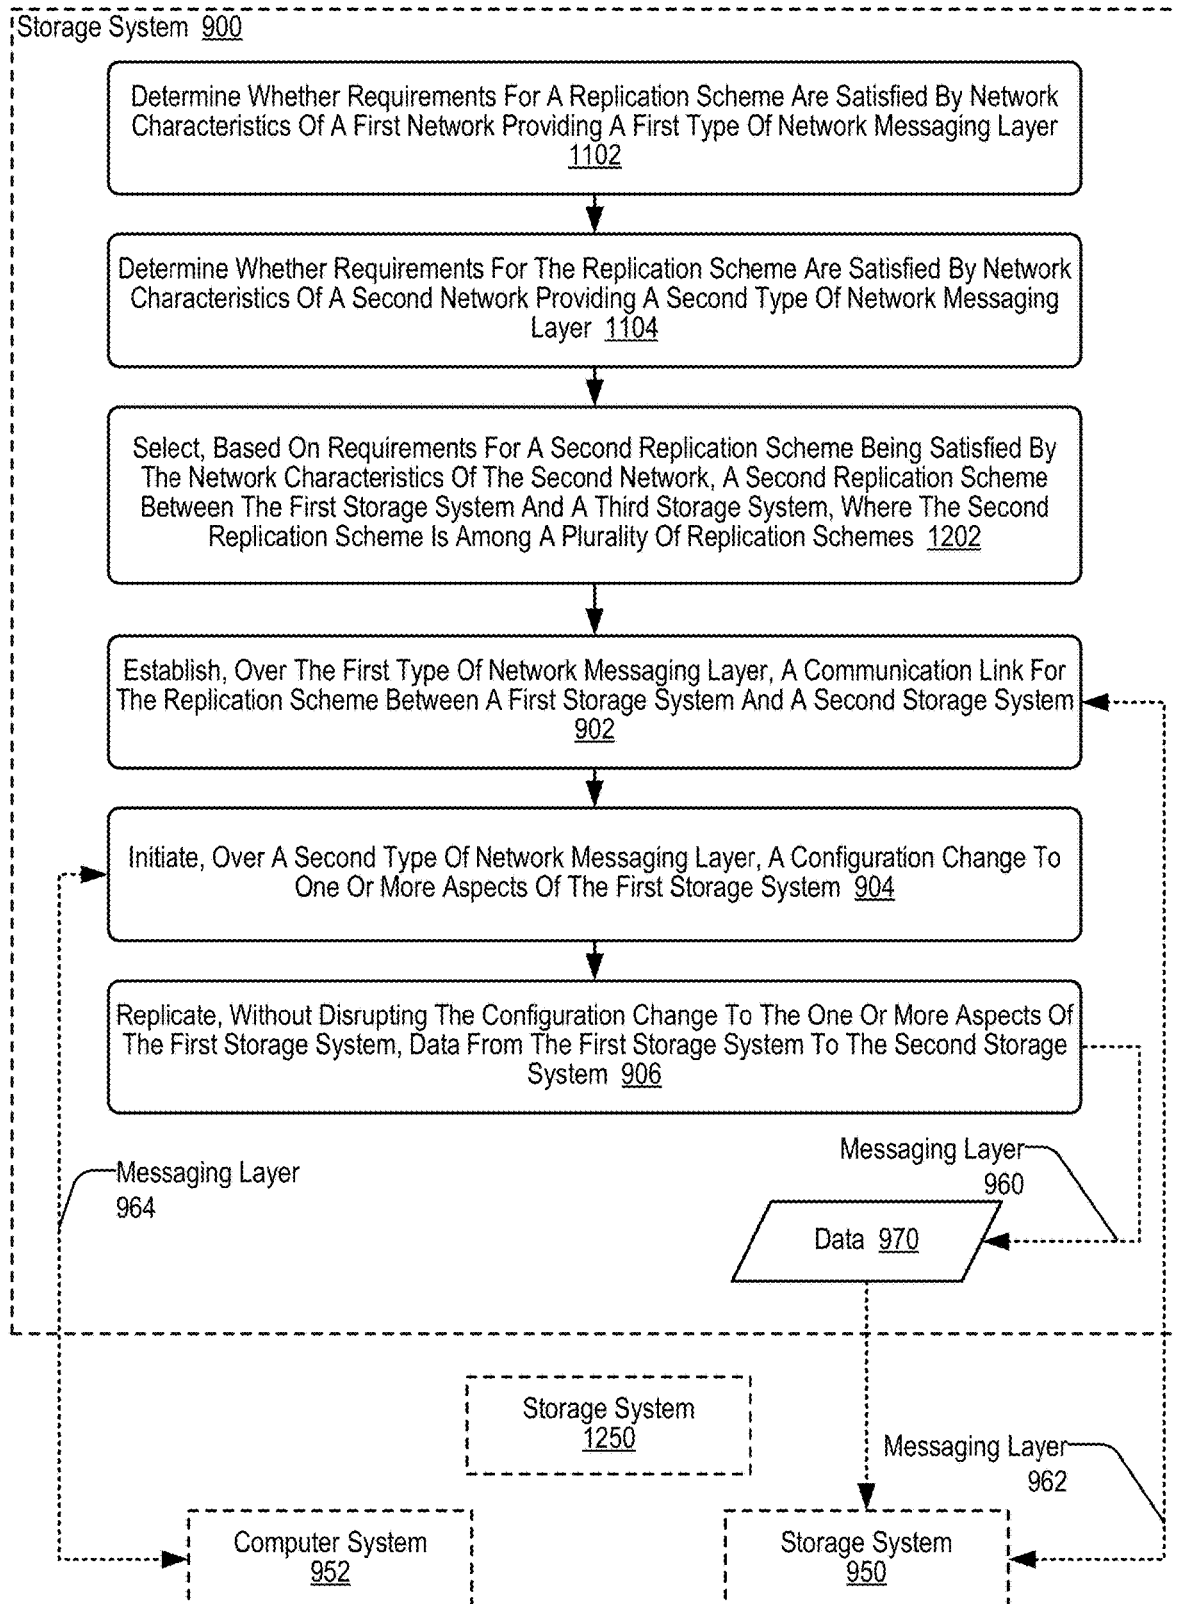 Storage System 900
Determine Whether Requirements For A Replication Scheme Are Satisfied By Network
Characteristics Of A First Network Providing A First Type Of Network Messaging Layer
1102
Determine Whether Requirements For The Replication Scheme Are Satisfied By Network
Characteristics Of A Second Network Providing A Second Type Of Network Messaging
Layer 1104
Select, Based On Requirements For A Second Replication Scheme Being Satisfied By
The Network Characteristics Of The Second Network, A Second Replication Scheme
Between The First Storage System And A Third Storage System, Where The Second
Replication Scheme Is Among A Plurality Of Replication Schemes 1202
Establish, Over The First Type Of Network Messaging Layer, A Communication Link For
The Replication Scheme Between A First Storage System And A Second Storage System
902
Initiate, Over A Second Type Of Network Messaging Layer, A Configuration Change To
One Or More Aspects Of The First Storage System 904
Replicate, Without Disrupting The Configuration Change To The One Or More Aspects Of
The First Storage System, Data From The First Storage System To The Second Storage
System 906
Messaging Layer
964
Messaging Layer
960
Data 970
Storage System
1250
Messaging Layer
962
Computer System
952
Storage System
950